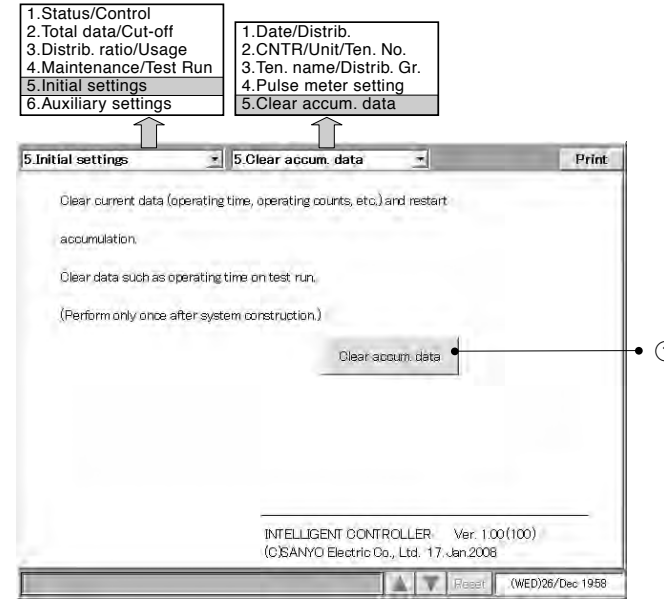 1.Status/Control
2.Total data/Cut-off
3.Distrib. ratio/Usage
4.Maintenance/Test Run
5.Initial settings
6.Auxiliary settings
1.Date/Distrib.
2.CNTR/Unit/Ten. No.
3.Ten. name/Distrib. Gr.
4.Pulse meter setting
5.Clear accum. data
5.Initial settings 5.Clear accum. data Print
Clear current data (operating time, operating counts, etc.) and restart
accumulation.
Clear data such as operating time on test run.
(Perform only once after system construction.)
Clear accum. data
INTELLIGENT CONTROLLER Ver. 1.00(100)
(C)SANYO Electric Co., Ltd. 17.Jan.2008
Reset (WED)26/Dec 19:58